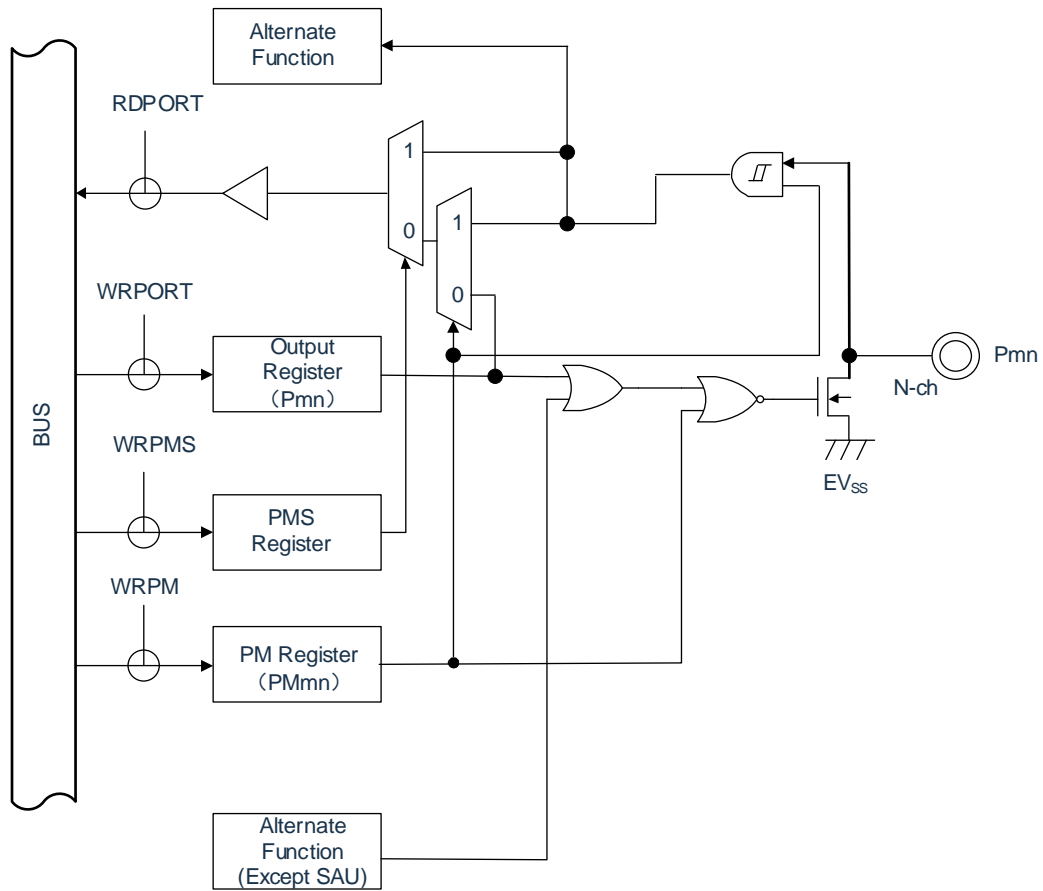 Alternate
Function
RDPORT
1
0
1
0
WRPORT
Output
Register
（Pmn）
Pmn
N-ch
EVSS
BUS
WRPMS
PMS
Register
WRPM
PM Register
（PMmn）
Alternate
Function
(Except SAU)